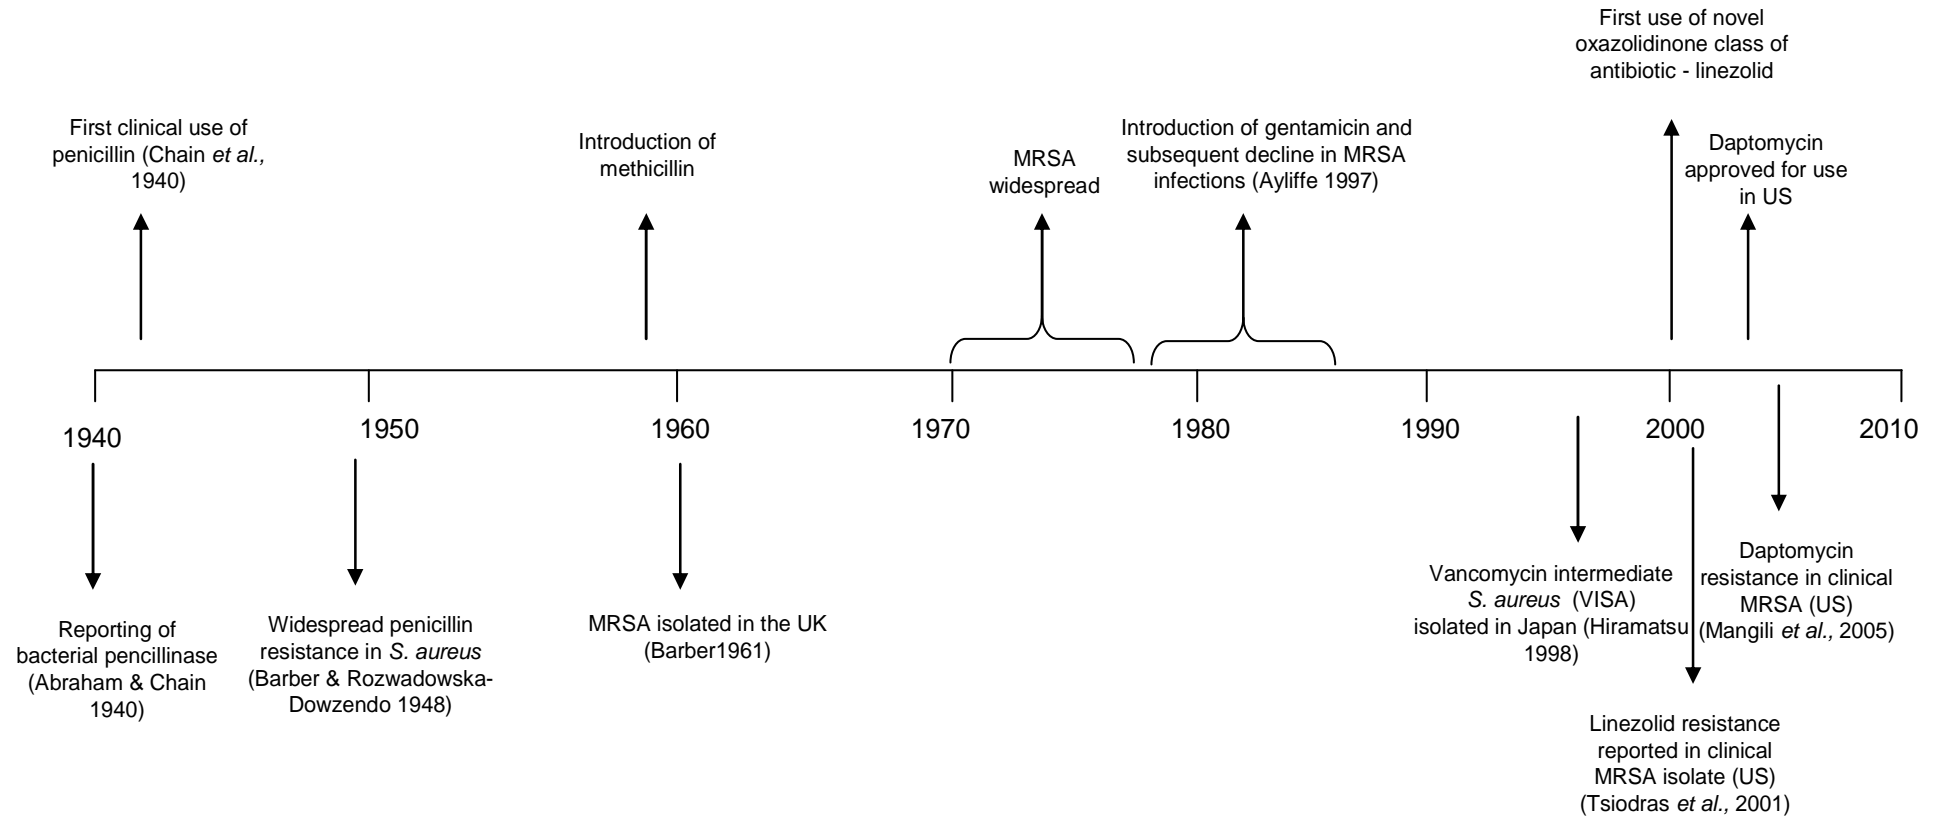 First use of novel
oxazolidinone class of
antibiotic - linezolid
First clinical use of
penicillin (Chain et al.,
1940)
Introduction of
methicillin
MRSA
widespread
Introduction of gentamicin and
subsequent decline in MRSA
infections (Ayliffe 1997)
Daptomycin
approved for use
in US
1940
1950
1960
1970
1980
1990
2000
2010
Reporting of
bacterial pencillinase
(Abraham & Chain
1940)
Widespread penicillin
resistance in S. aureus
(Barber & Rozwadowska-
Dowzendo 1948)
MRSA isolated in the UK
(Barber1961)
Vancomycin intermediate
S. aureus (VISA)
isolated in Japan (Hiramatsu
1998)
Daptomycin
resistance in clinical
MRSA (US)
(Mangili et al., 2005)
Linezolid resistance
reported in clinical
MRSA isolate (US)
(Tsiodras et al., 2001)